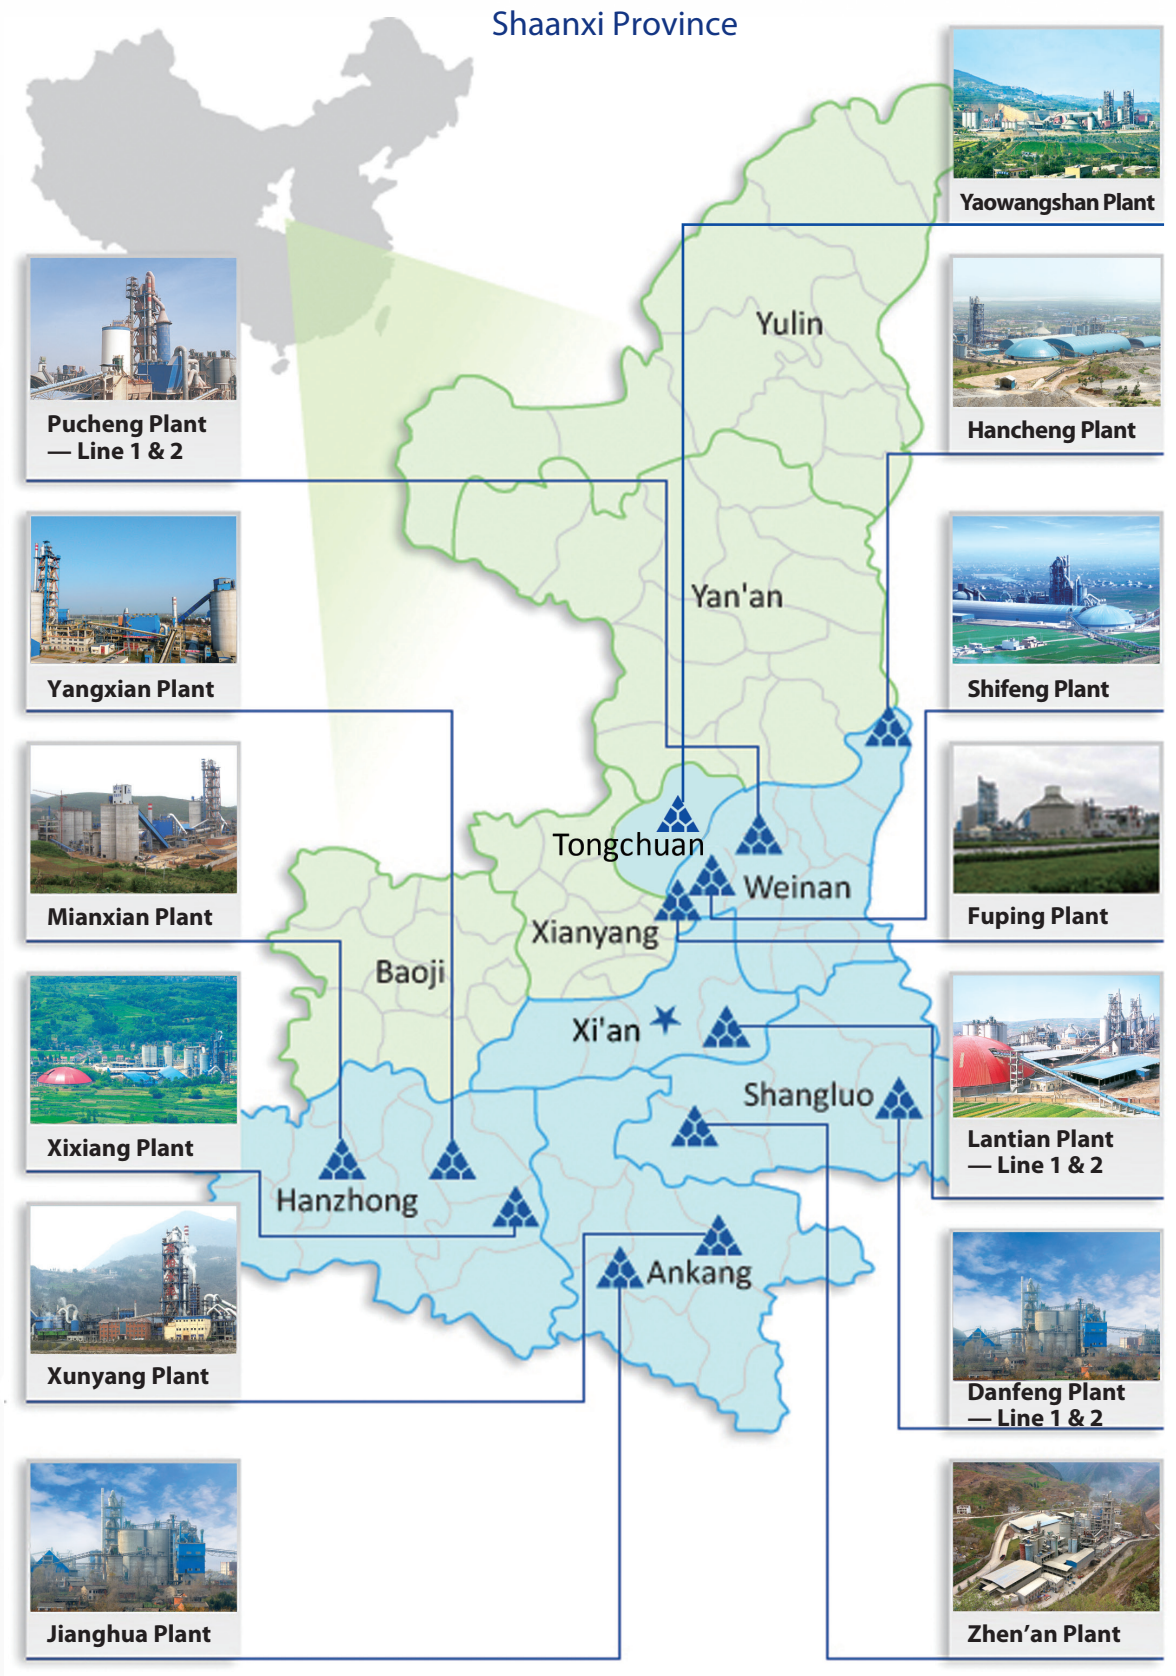 Shaanxi Province
Yaowangshan Plant
Hancheng Plant
Shifeng Plant
Fuping Plant
Lantian Plant
— Line 1 & 2
Danfeng Plant
— Line 1 & 2
Zhen’an Plant
Pucheng Plant
— Line 1 & 2
Yangxian Plant
Mianxian Plant
Xixiang Plant
Xunyang Plant
Jianghua Plant
Yulin
Yan'an
Tongchuan
Weinan
Xianyang
Baoji
Xi'an
Shangluo
Hanzhong
Ankang